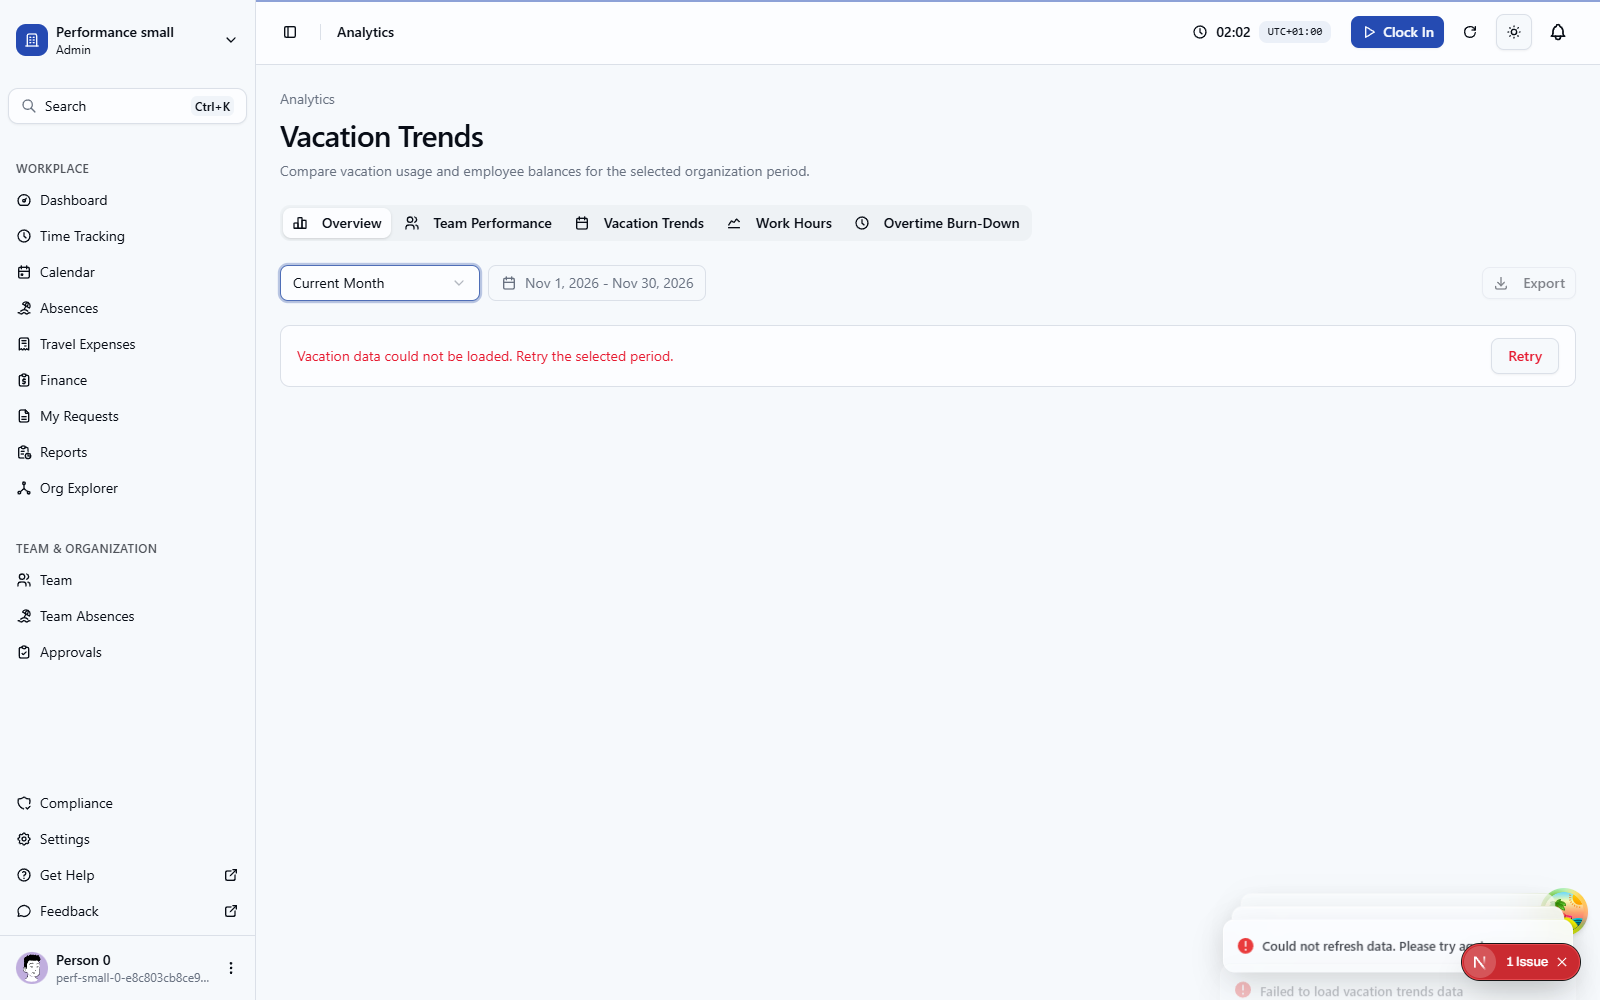 Performance small
Admin
Search
Ctrl+K
WORKPLACE
Dashboard
Time Tracking
Calendar
Absences
Travel Expenses
Finance
My Requests
Reports
Org Explorer
TEAM & ORGANIZATION
Team
Team Absences
Approvals
Compliance
Settings
Get Help
Feedback
Person 0
perf-small-0-e8c803cb8ce9...
Analytics
02:02
UTC+01:00
Clock In
Analytics
Vacation Trends
Compare vacation usage and employee balances for the selected organization period.
Overview
Team Performance
Vacation Trends
Work Hours
Overtime Burn-Down
Current Month
Nov 1, 2026 - Nov 30, 2026
Export
Vacation data could not be loaded. Retry the selected period.
Retry
Could not refresh data. Please try
N
1 Issue
Failed to load vacation trends data